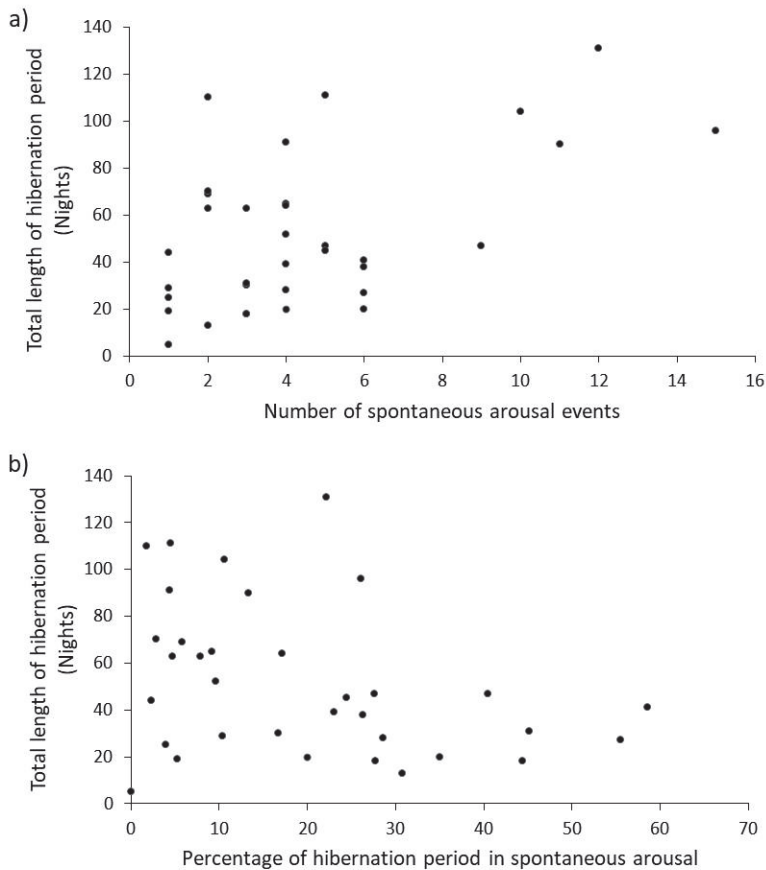 a)
Total length of hibernation period
(Nights)
140
120
100
80
60
40
20
0
0 2 4 6 8 10 12 14 16
Number of spontaneous arousal events
b)
Total length of hibernation period
(Nights)
140
120
100
80
60
40
20
0
0 10 20 30 40 50 60 70
Percentage of hibernation period in spontaneous arousal